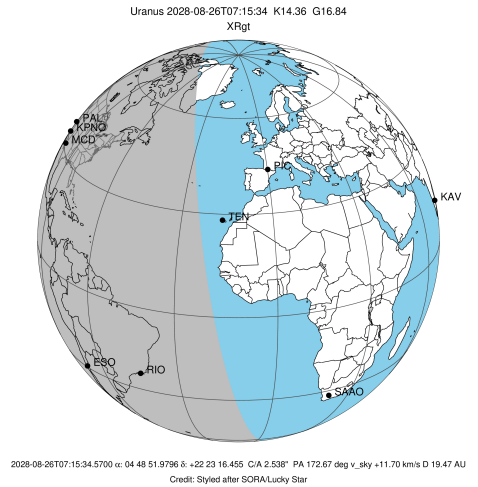 Uranus 2028-08-26T07:15:34 K14.36 G16.84
XRgt
PAL
KPNO
MCD
PIC
KAV
TEN
ESO
RIO
SAAO
2028-08-26T07:15:34.5700 α: 04 48 51.9796 δ: +22 23 16.455 C/A 2.538" PA 172.67 deg v_sky +11.70 km/s D 19.47 AU
Credit: Styled after SORA/Lucky Star